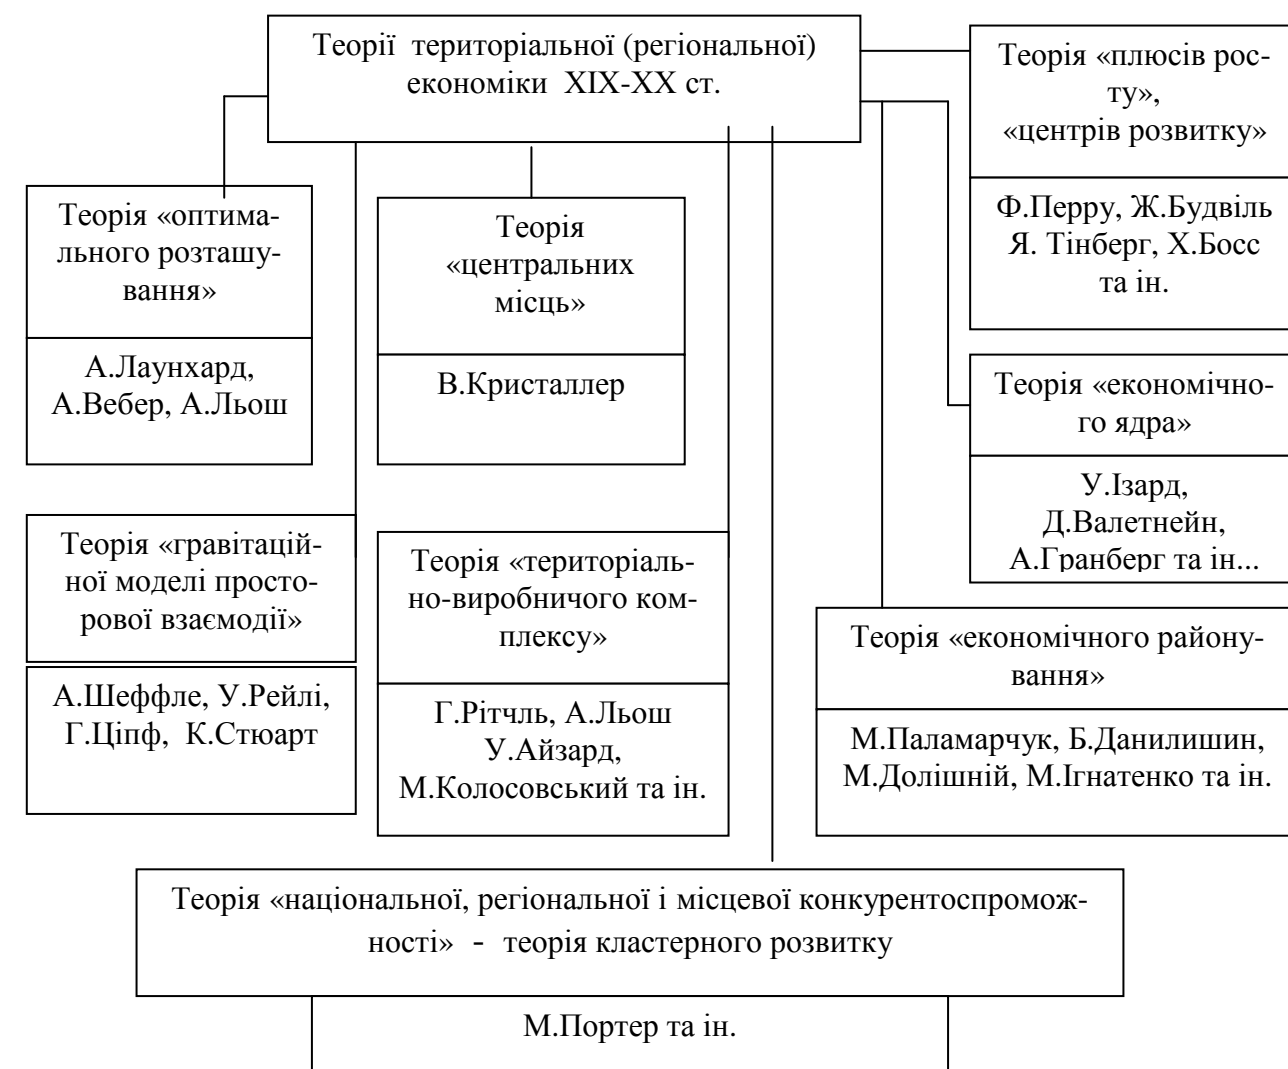 Теорії територіальної (регіональної)
економіки XIX-XX ст.
Теорія «плюсів рос-
ту»,
«центрів розвитку»
Ф.Перру, Ж.Будвіль
Я. Тінберг, Х.Босс
та ін.
Теорія «оптима-
льного розташу-
вання»
А.Лаунхард,
А.Вебер, А.Льош
Теорія
«центральних
місць»
В.Кристаллер
Теорія «економічно-
го ядра»
У.Ізард,
Д.Валетнейн,
А.Гранберг та ін...
Теорія «гравітацій-
ної моделі просто-
рової взаємодії»
А.Шеффле, У.Рейлі,
Г.Ціпф, К.Стюарт
Теорія «територіаль-
но-виробничого ком-
плексу»
Г.Рітчль, А.Льош
У.Айзард,
М.Колосовський та ін.
Теорія «економічного району-
вання»
М.Паламарчук, Б.Данилишин,
М.Долішній, М.Ігнатенко та ін.
Теорія «національної, регіональної і місцевої конкурентоспромож-
ності» - теорія кластерного розвитку
М.Портер та ін.